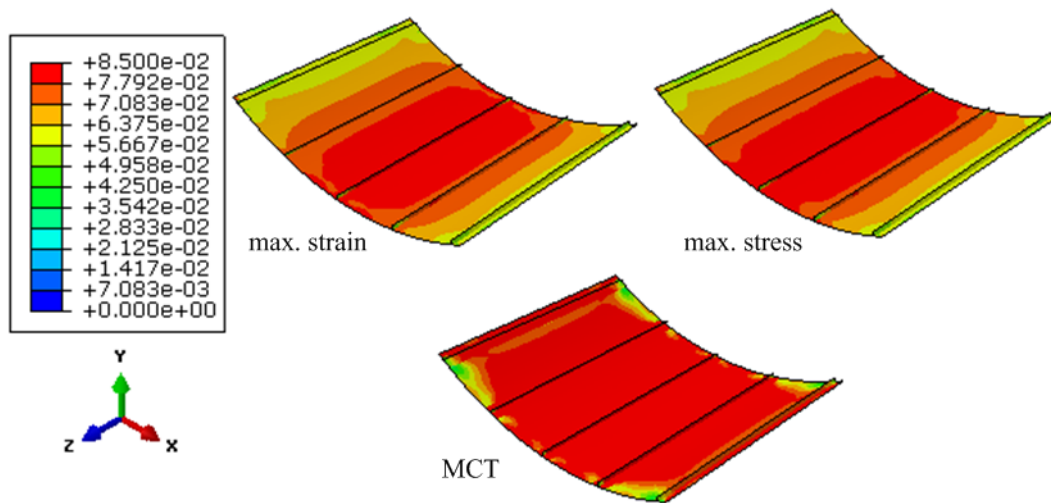 +8.500e-02
+7.792e-02
+7.083e-02
+6.375e-02
+5.667e-02
+4.958e-02
+4.250e-02
+3.542e-02
+2.833e-02
+2.125e-02
+1.417e-02
+7.083e-03
+0.000e+00
max. strain
max. stress
Y
Z
X
MCT